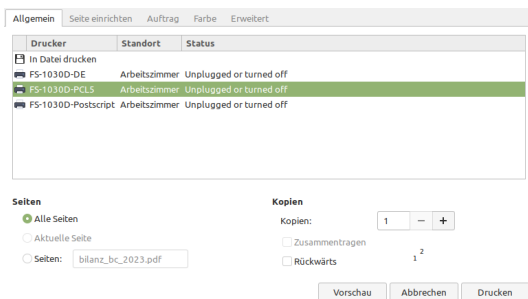 Allgemein Seite einrichten Auftrag Farbe Erweitert
Drucker Standort Status
In Datei drucken
FS-1030D-DE Arbeitszimmer Unplugged or turned off
FS-1030D-PCL5 Arbeitszimmer Unplugged or turned off
FS-1030D-Postscript Arbeitszimmer Unplugged or turned off
Seiten Kopien
Alle Seiten Kopien: 1 − +
Aktuelle Seite Zusammentragen
Seiten: bilanz_bc_2023.pdf Rückwärts 1 2
Vorschau Abbrechen Drucken